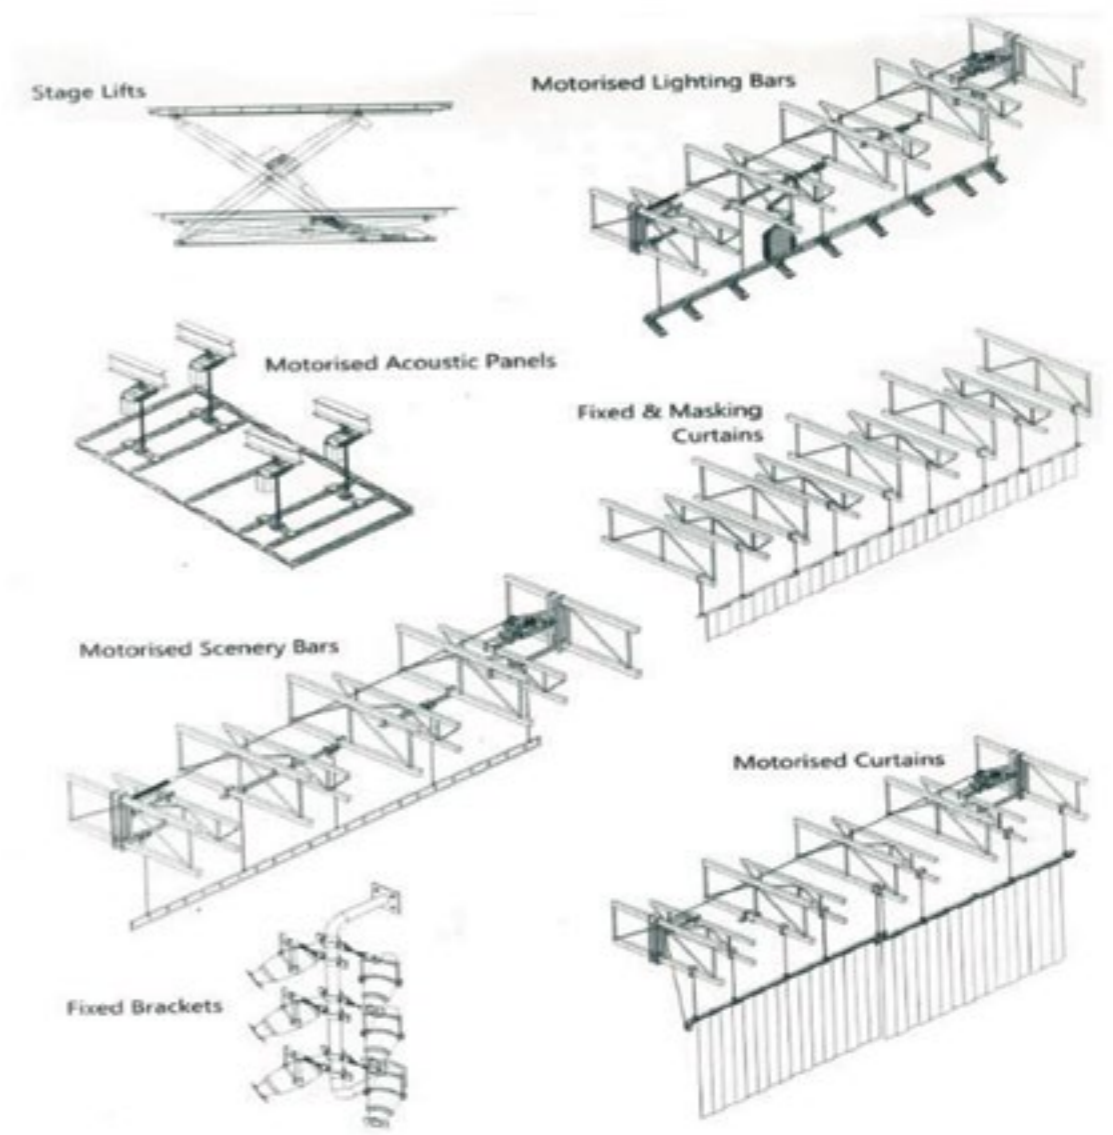 Stage Lifts
Motorised Lighting Bars
Motorised Acoustic Panels
Fixed & Masking
Curtains
Motorised Scenery Bars
Motorised Curtains
Fixed Brackets